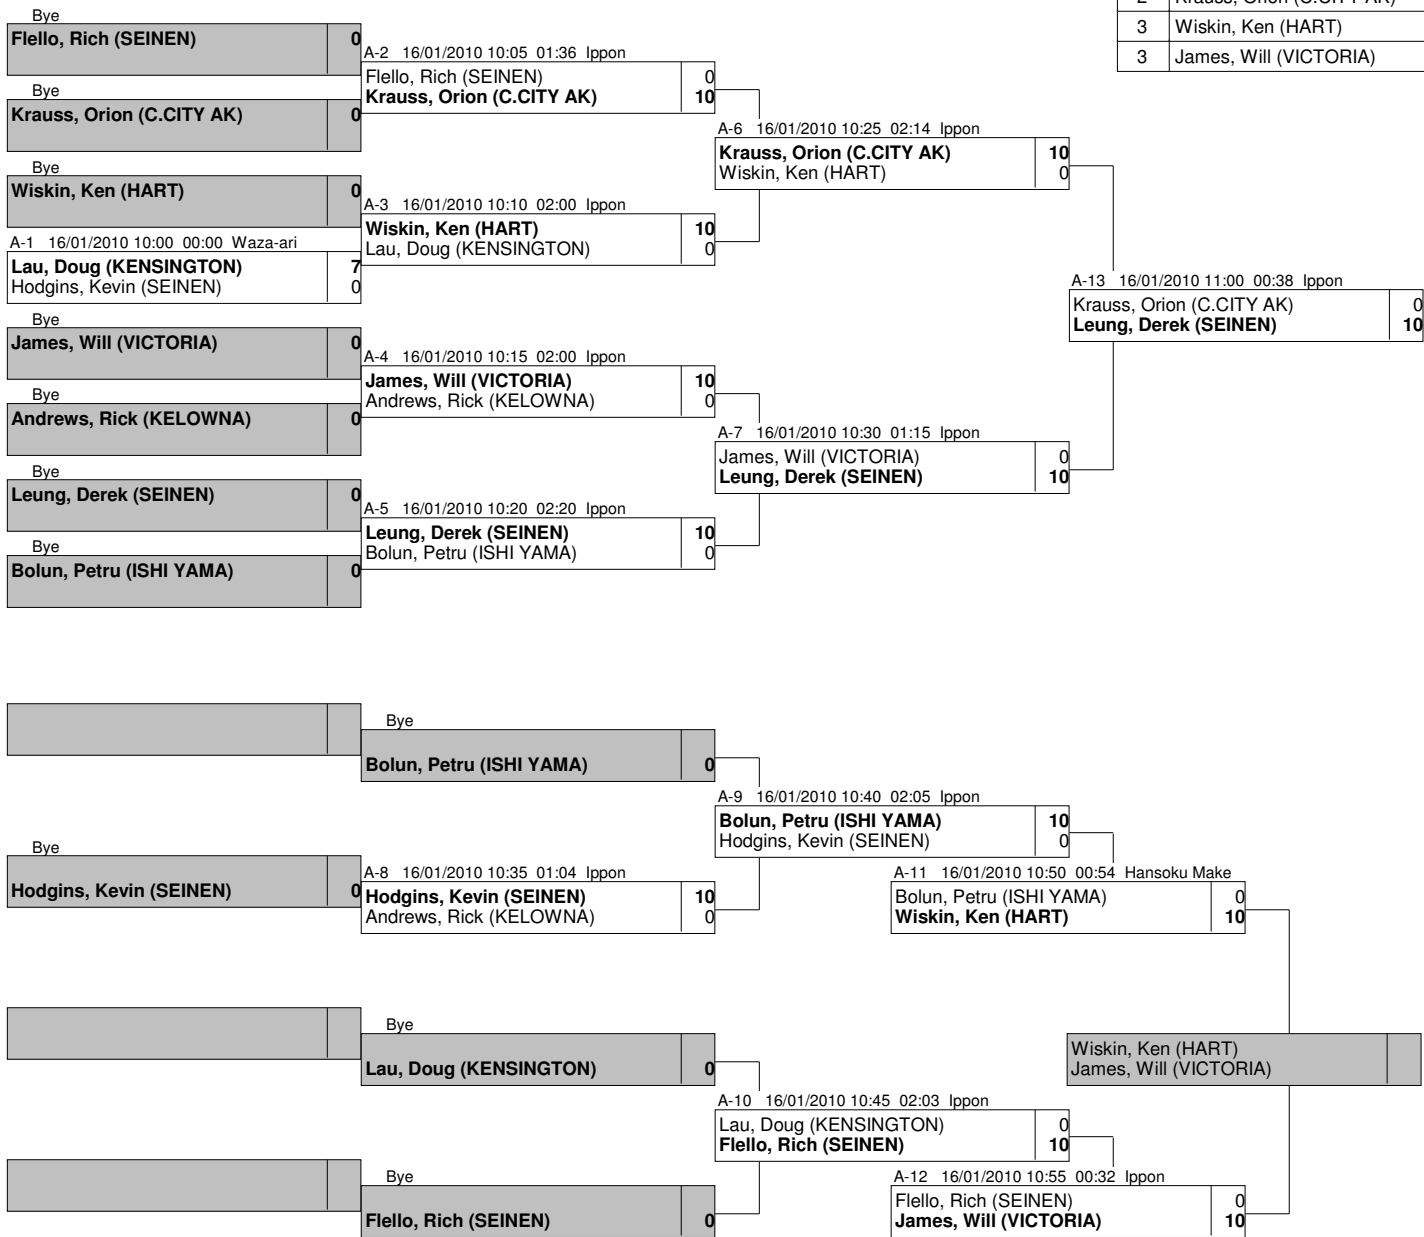 2 Krauss, Orion (C.CITY AK)
3 Wiskin, Ken (HART)
3 James, Will (VICTORIA)
Bye
Flello, Rich (SEINEN) 0
Bye
Krauss, Orion (C.CITY AK) 0
Bye
Wiskin, Ken (HART) 0
A-1 16/01/2010 10:00 00:00 Waza-ari
Lau, Doug (KENSINGTON) 7
Hodgins, Kevin (SEINEN) 0
Bye
James, Will (VICTORIA) 0
Bye
Andrews, Rick (KELOWNA) 0
Bye
Leung, Derek (SEINEN) 0
Bye
Bolun, Petru (ISHI YAMA) 0
A-2 16/01/2010 10:05 01:36 Ippon
Flello, Rich (SEINEN) 0
Krauss, Orion (C.CITY AK) 10
A-3 16/01/2010 10:10 02:00 Ippon
Wiskin, Ken (HART) 10
Lau, Doug (KENSINGTON) 0
A-4 16/01/2010 10:15 02:00 Ippon
James, Will (VICTORIA) 10
Andrews, Rick (KELOWNA) 0
A-5 16/01/2010 10:20 02:20 Ippon
Leung, Derek (SEINEN) 10
Bolun, Petru (ISHI YAMA) 0
A-6 16/01/2010 10:25 02:14 Ippon
Krauss, Orion (C.CITY AK) 10
Wiskin, Ken (HART) 0
A-7 16/01/2010 10:30 01:15 Ippon
James, Will (VICTORIA) 0
Leung, Derek (SEINEN) 10
A-13 16/01/2010 11:00 00:38 Ippon
Krauss, Orion (C.CITY AK) 0
Leung, Derek (SEINEN) 10
Bye
Hodgins, Kevin (SEINEN) 0
Bye
Bolun, Petru (ISHI YAMA) 0
A-8 16/01/2010 10:35 01:04 Ippon
Hodgins, Kevin (SEINEN) 10
Andrews, Rick (KELOWNA) 0
Bye
Lau, Doug (KENSINGTON) 0
Bye
Flello, Rich (SEINEN) 0
A-9 16/01/2010 10:40 02:05 Ippon
Bolun, Petru (ISHI YAMA) 10
Hodgins, Kevin (SEINEN) 0
A-10 16/01/2010 10:45 02:03 Ippon
Lau, Doug (KENSINGTON) 0
Flello, Rich (SEINEN) 10
A-11 16/01/2010 10:50 00:54 Hansoku Make
Bolun, Petru (ISHI YAMA) 0
Wiskin, Ken (HART) 10
A-12 16/01/2010 10:55 00:32 Ippon
Flello, Rich (SEINEN) 0
James, Will (VICTORIA) 10
Wiskin, Ken (HART)
James, Will (VICTORIA)